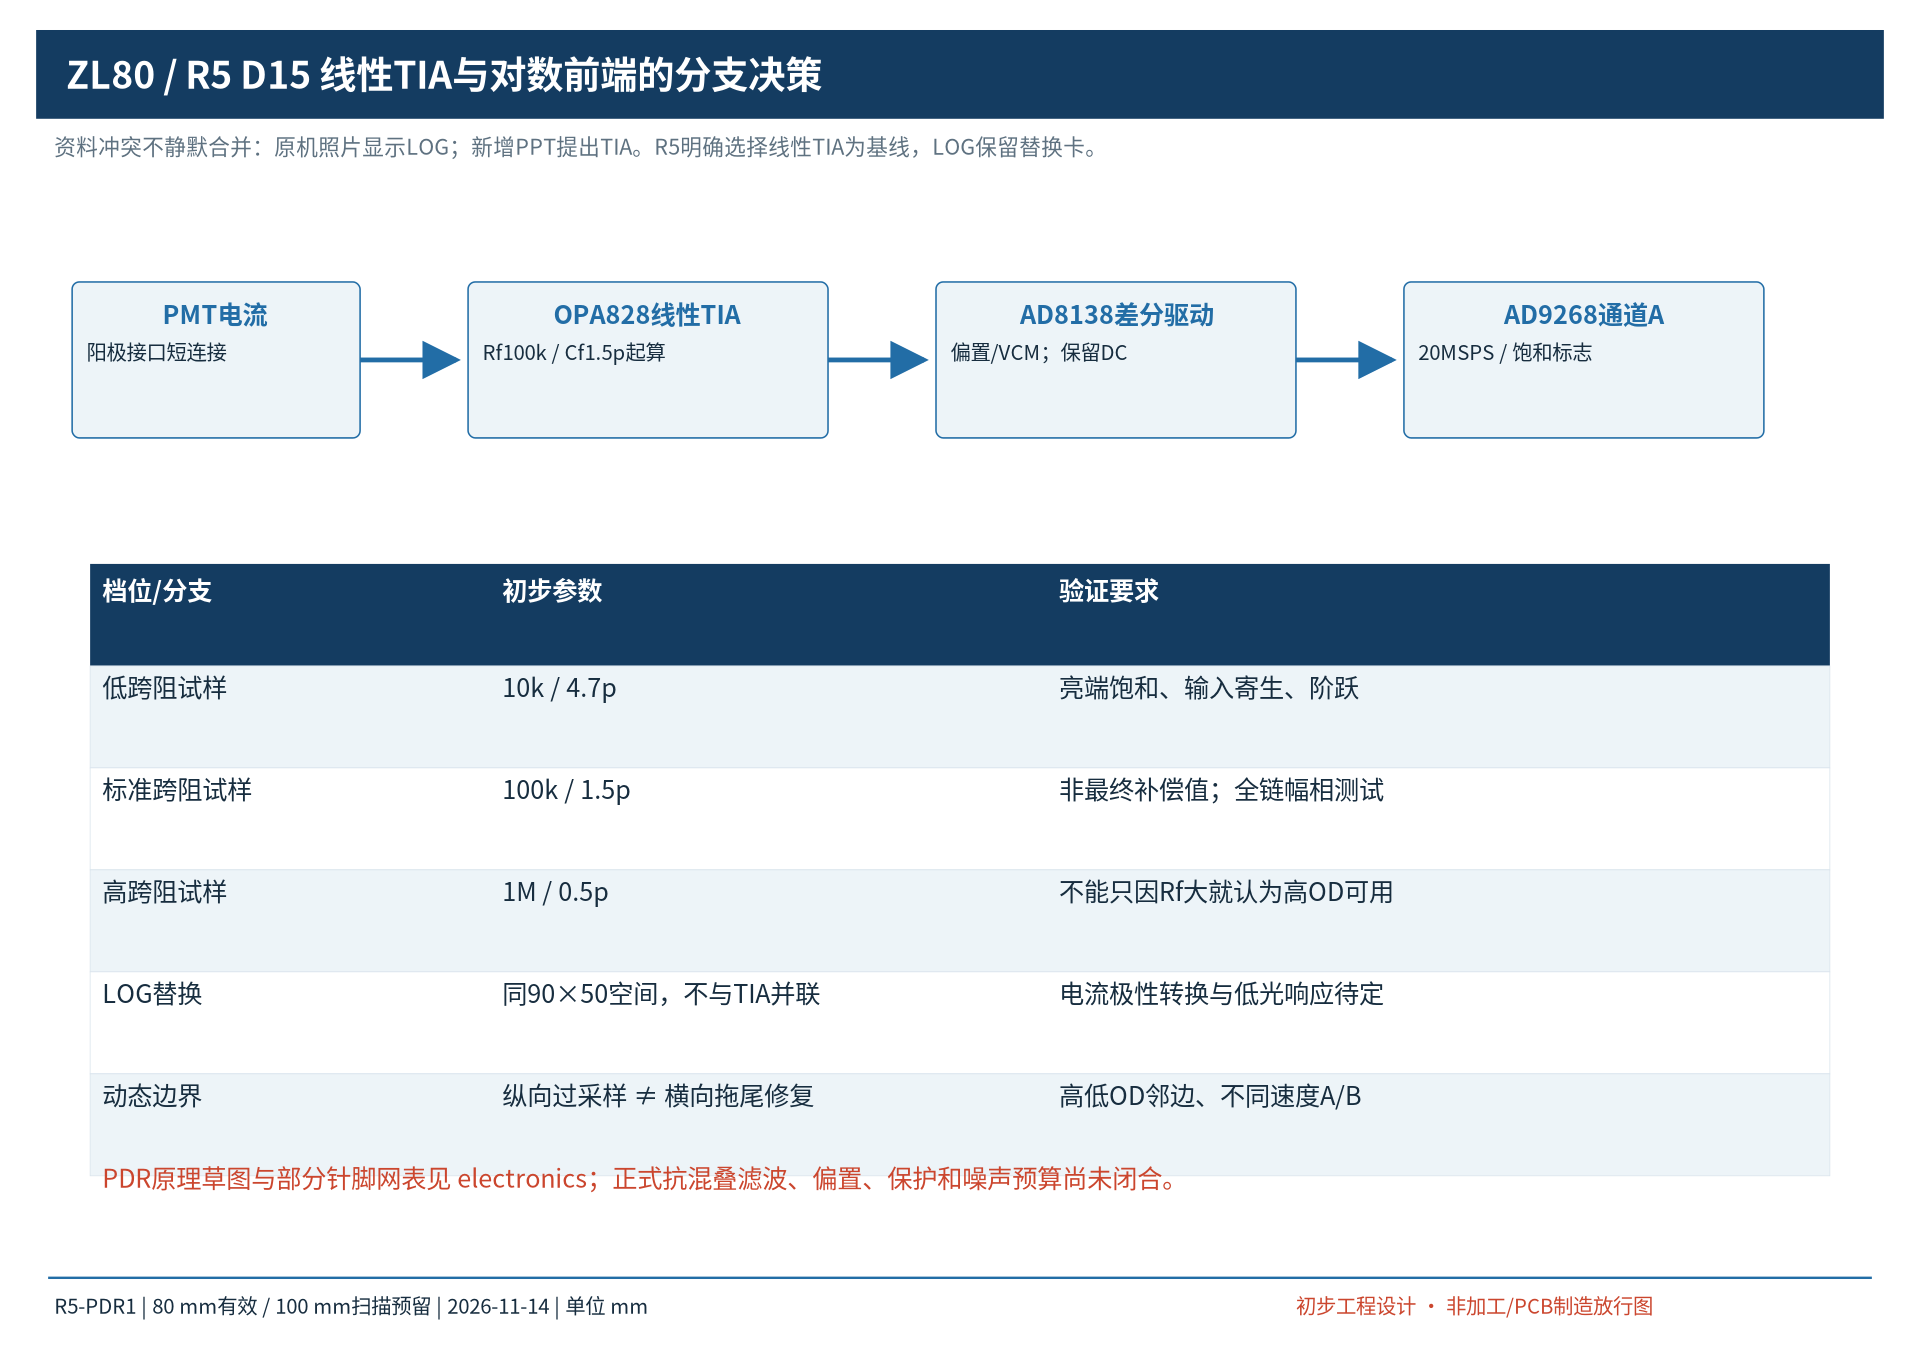 ZL80 / R5 D15 线性TIA与对数前端的分支决策
资料冲突不静默合并：原机照片显示LOG；新增PPT提出TIA。R5明确选择线性TIA为基线，LOG保留替换卡。
PMT电流
阳极接口短连接
OPA828线性TIA
Rf100k / Cf1.5p起算
AD8138差分驱动
偏置/VCM；保留DC
AD9268通道A
20MSPS / 饱和标志
档位/分支 初步参数 验证要求
低跨阻试样 10k / 4.7p 亮端饱和、输入寄生、阶跃
标准跨阻试样 100k / 1.5p 非最终补偿值；全链幅相测试
高跨阻试样 1M / 0.5p 不能只因Rf大就认为高OD可用
LOG替换 同90×50空间，不与TIA并联 电流极性转换与低光响应待定
动态边界 纵向过采样 ≠ 横向拖尾修复 高低OD邻边、不同速度A/B
PDR原理草图与部分针脚网表见 electronics；正式抗混叠滤波、偏置、保护和噪声预算尚未闭合。
R5-PDR1 | 80 mm有效 / 100 mm扫描预留 | 2026-11-14 | 单位 mm
初步工程设计 · 非加工/PCB制造放行图